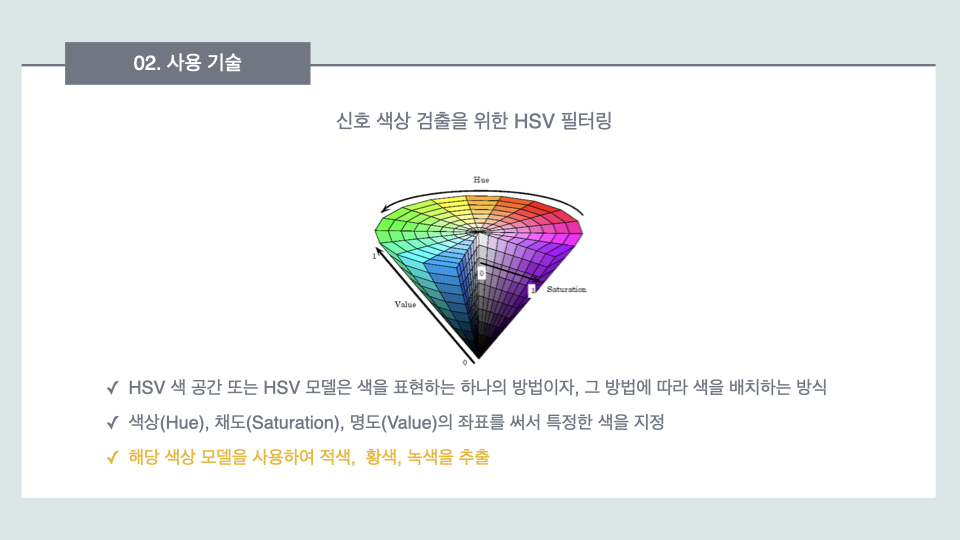 02. 사용 기술
신호 색상 검출을 위한 HSV 필터링
Hue
1
0
1 Saturation
Value
0
✓ HSV 색 공간 또는 HSV 모델은 색을 표현하는 하나의 방법이자, 그 방법에 따라 색을 배치하는 방식
✓ 색상(Hue), 채도(Saturation), 명도(Value)의 좌표를 써서 특정한 색을 지정
✓ 해당 색상 모델을 사용하여 적색, 황색, 녹색을 추출